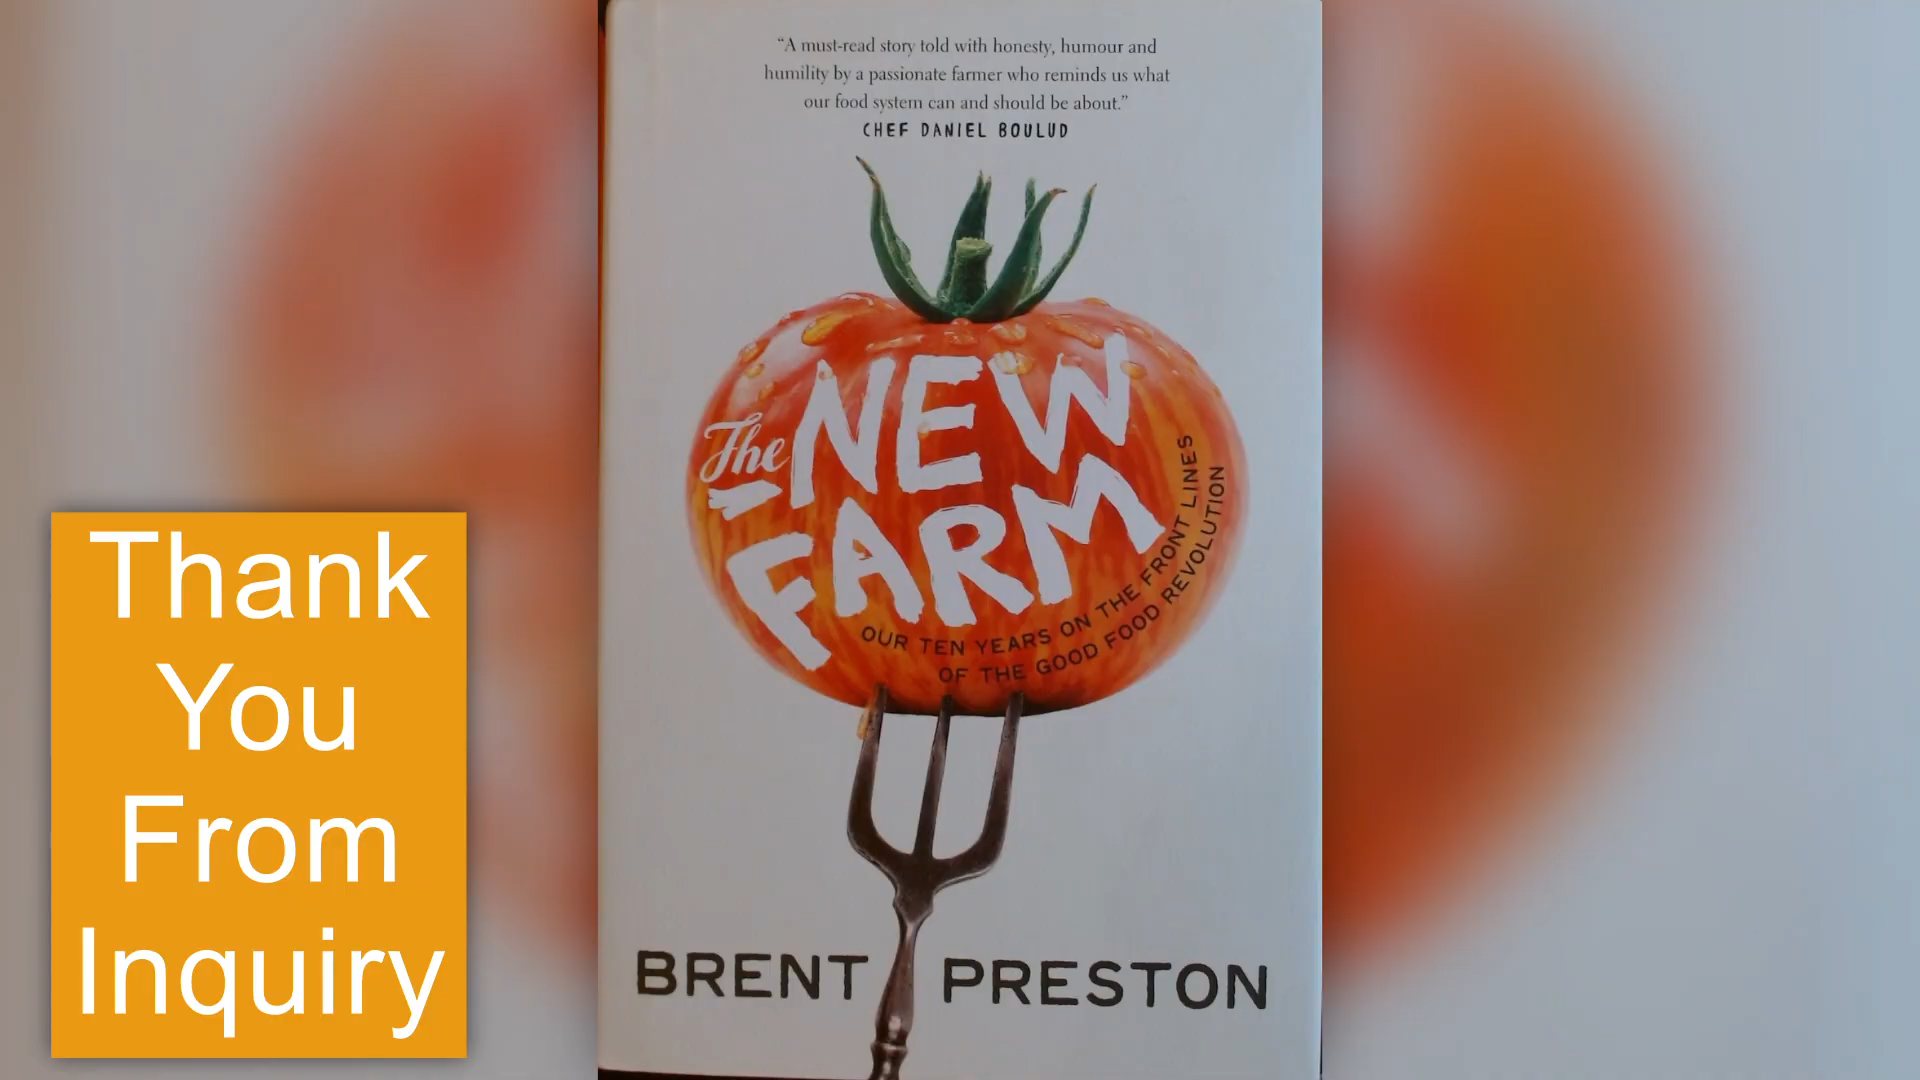 “A must-read story told with honesty, humour and
humility by a passionate farmer who reminds us what
our food system can and should be about.”
CHEF DANIEL BOULUD
The NEW
FARM
OUR TEN YEARS ON THE FRONT LINES
OF THE GOOD FOOD REVOLUTION
BRENT PRESTON
Thank
You
From
Inquiry